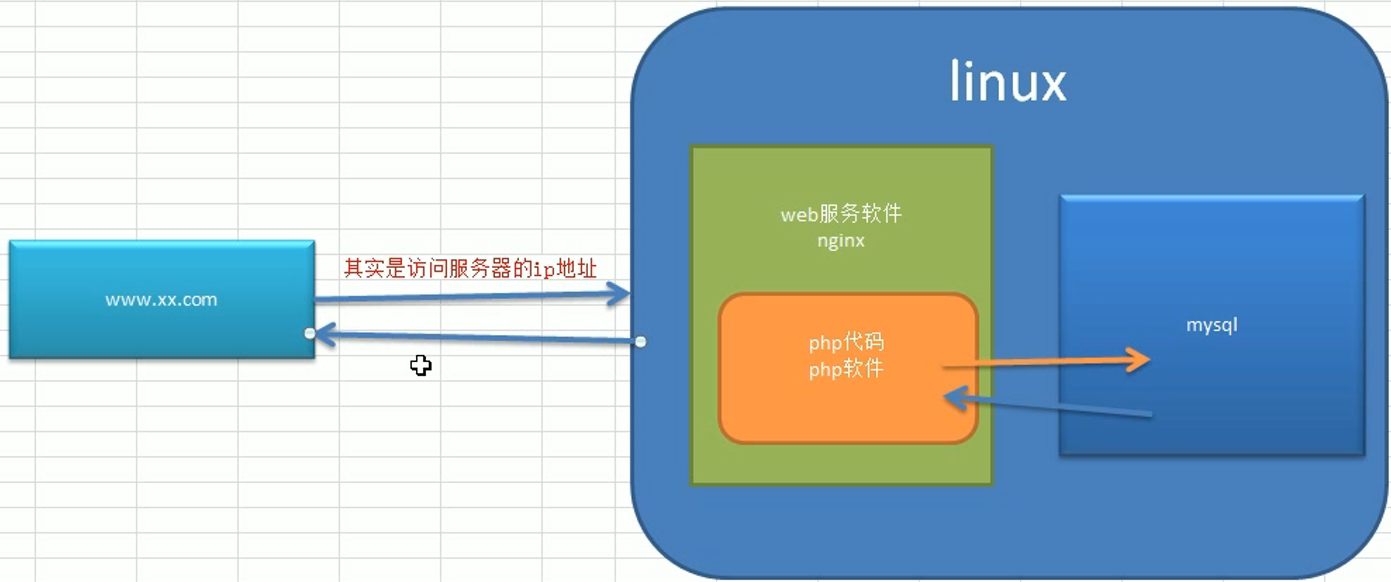 linux
web服务软件
nginx
其实是访问服务器的ip地址
www.xx.com
mysql
php代码
php软件